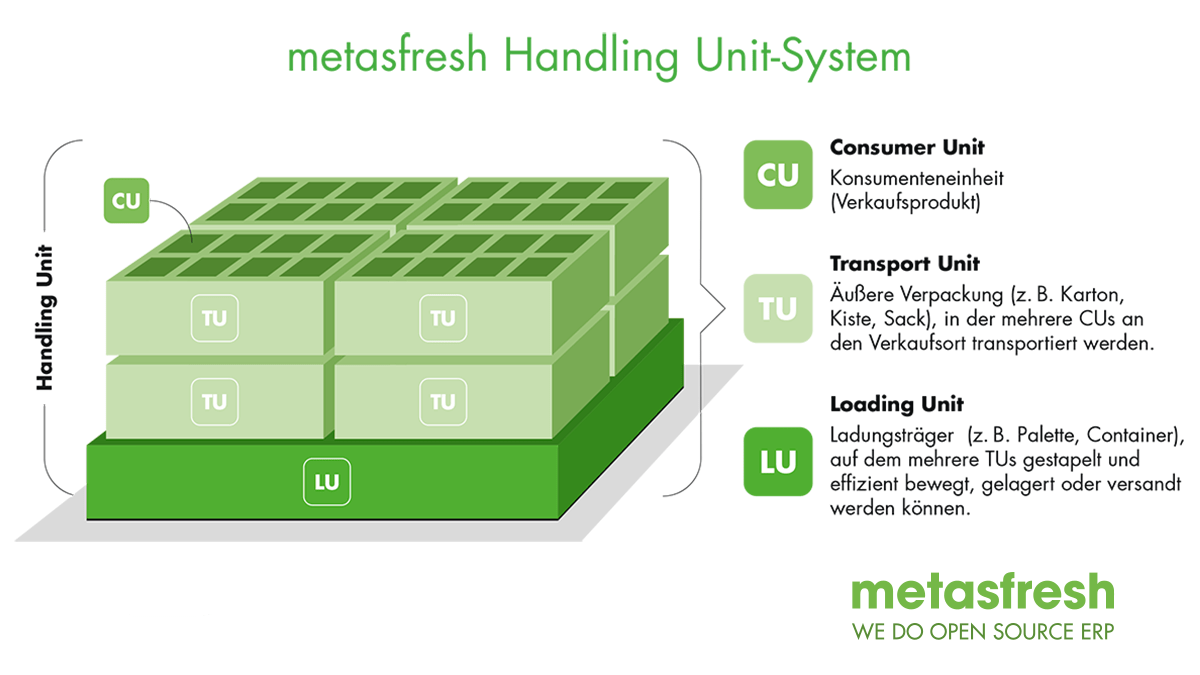 metasfresh Handling Unit-System
Handling Unit
CU
TU
TU
TU
TU
LU
CU
Consumer Unit
Konsumenteneinheit
(Verkaufsprodukt)
TU
Transport Unit
Äußere Verpackung (z. B. Karton,
Kiste, Sack), in der mehrere CUs an
den Verkaufsort transportiert werden.
LU
Loading Unit
Ladungsträger (z. B. Palette, Container),
auf dem mehrere TUs gestapelt und
effizient bewegt, gelagert oder versandt
werden können.
metasfresh
WE DO OPEN SOURCE ERP